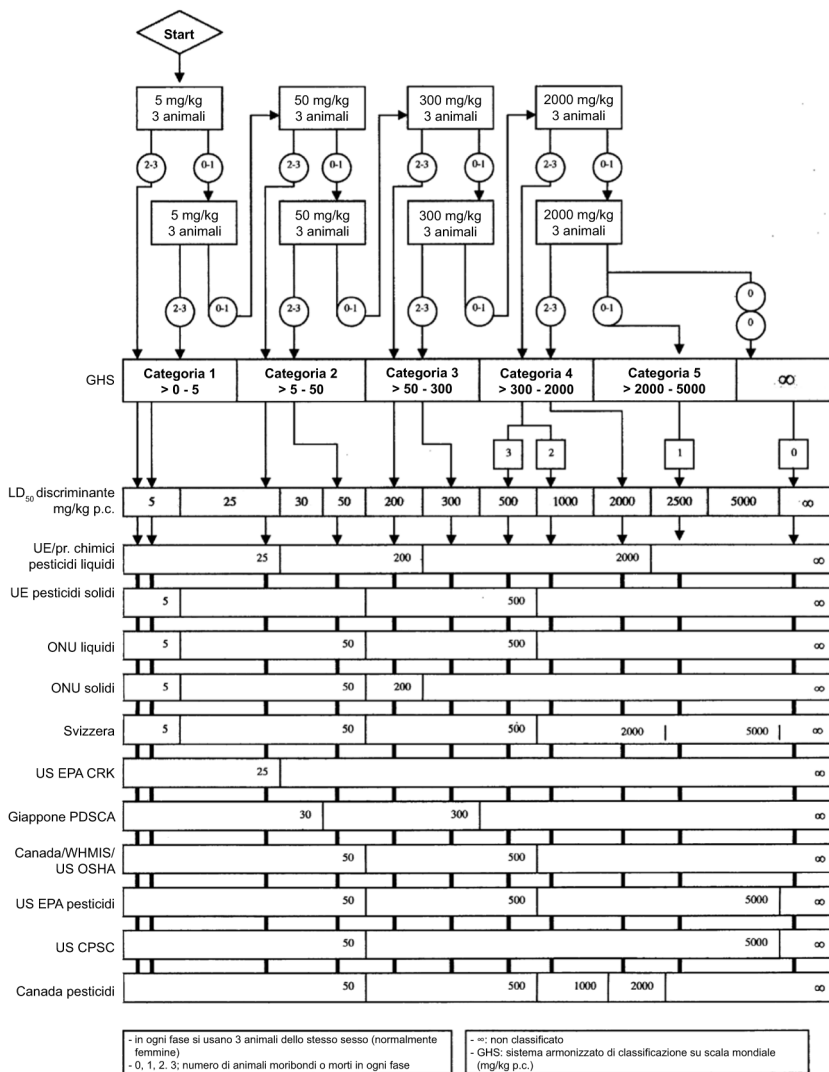 Start
5 mg/kg
3 animali
50 mg/kg
3 animali
300 mg/kg
3 animali
2000 mg/kg
3 animali
2-3 0-1 2-3 0-1 2-3 0-1 2-3 0-1
5 mg/kg
3 animali
50 mg/kg
3 animali
300 mg/kg
3 animali
2000 mg/kg
3 animali
0
2-3 0-1 2-3 0-1 2-3 0-1 2-3 0-1
0
GHS
Categoria 1
> 0 - 5
Categoria 2
> 5 - 50
Categoria 3
> 50 - 300
Categoria 4
> 300 - 2000
Categoria 5
> 2000 - 5000
∞
3 2 1 0
LD50 discriminante
mg/kg p.c.
5 25 30 50 200 300 500 1000 2000 2500 5000 ∞
UE/pr. chimici
pesticidi liquidi
25 200 2000 ∞
UE pesticidi solidi
5 500 ∞
ONU liquidi
5 50 500 ∞
ONU solidi
5 50 200 ∞
Svizzera
5 50 500 2000 5000 ∞
US EPA CRK
25 ∞
Giappone PDSCA
30 300 ∞
Canada/WHMIS/
US OSHA
50 500 ∞
US EPA pesticidi
50 500 5000 ∞
US CPSC
50 5000 ∞
Canada pesticidi
50 500 1000 2000 ∞
- in ogni fase si usano 3 animali dello stesso sesso (normalmente
femmine)
- 0, 1, 2. 3; numero di animali moribondi o morti in ogni fase
- ∞: non classificato
- GHS: sistema armonizzato di classificazione su scala mondiale
(mg/kg p.c.)